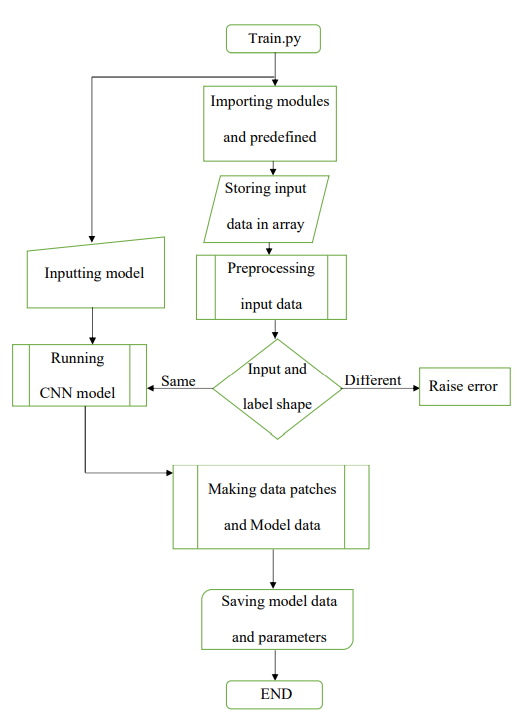 Train.py
Importing modules
and predefined
Storing input
data in array
Inputting model
Preprocessing
input data
Running
CNN model
Same
Input and
label shape
Different
Raise error
Making data patches
and Model data
Saving model data
and parameters
END